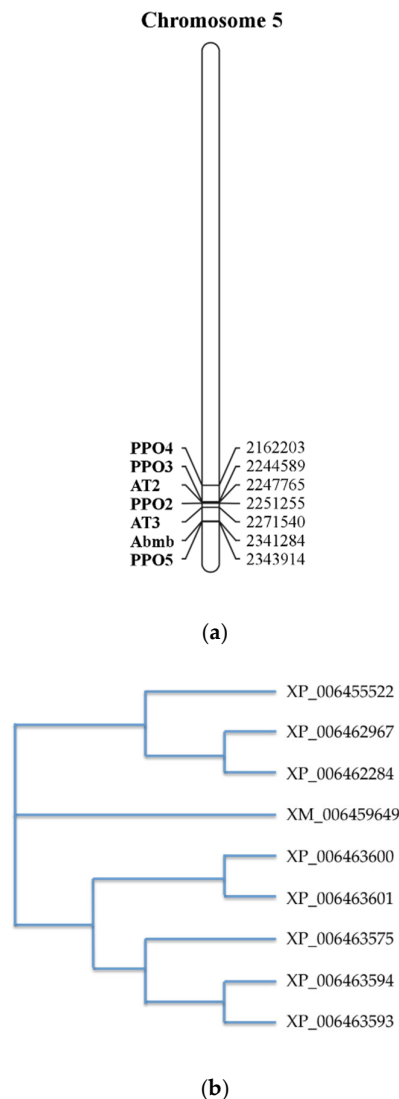 Chromosome 5
PPO4 2162203
PPO3 2244589
AT2 2247765
PPO2 2251255
AT3 2271540
Abmb 2341284
PPO5 2343914
(a)
XP_006455522
XP_006462967
XP_006462284
XM_006459649
XP_006463600
XP_006463601
XP_006463575
XP_006463594
XP_006463593
(b)